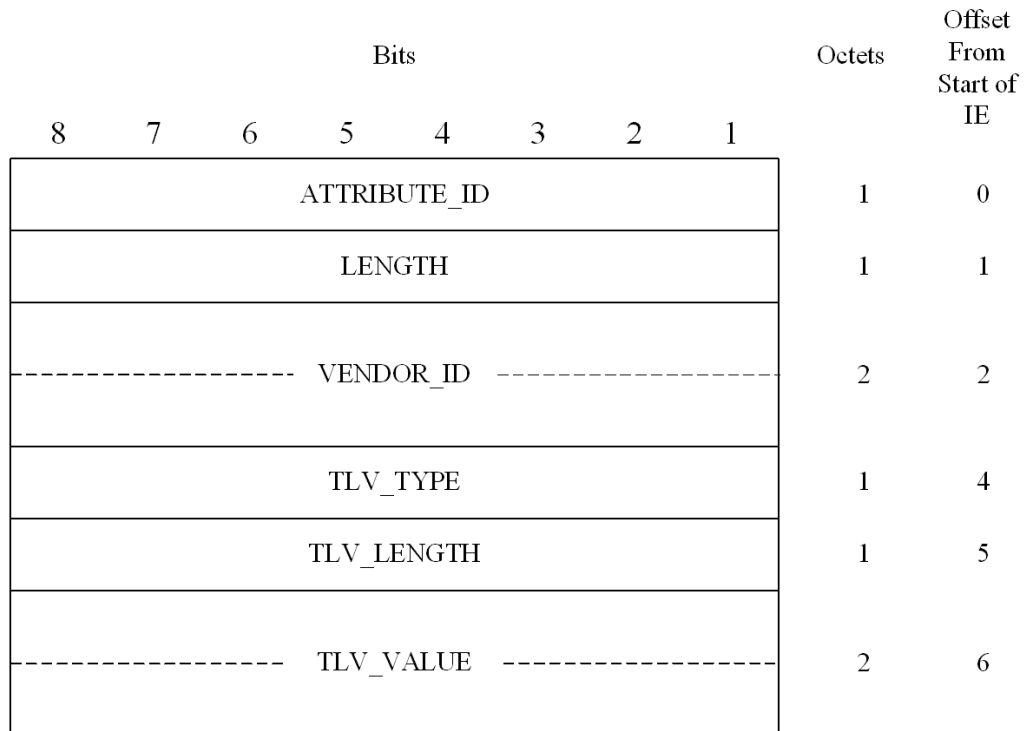 Offset
From
Start of
IE
Bits
Octets
8 7 6 5 4 3 2 1
ATTRIBUTE_ID 1 0
LENGTH 1 1
VENDOR_ID 2 2
TLV_TYPE 1 4
TLV_LENGTH 1 5
TLV_VALUE 2 6